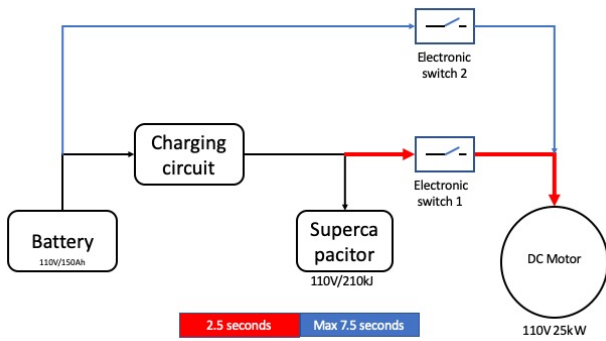 Electronic
switch 2
Charging
circuit
Electronic
switch 1
Battery
110V/150Ah
Superca
pacitor
110V/210kJ
DC Motor
110V 25kW
2.5 seconds
Max 7.5 seconds